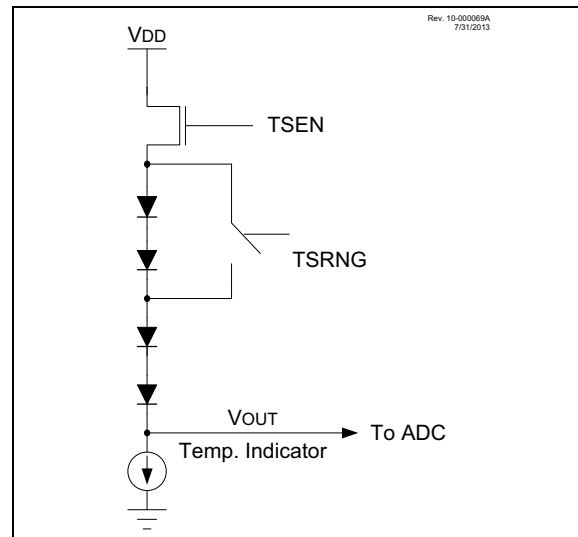 Rev. 10-000069A
7/31/2013
VDD
TSEN
TSRNG
VOUT
To ADC
Temp. Indicator